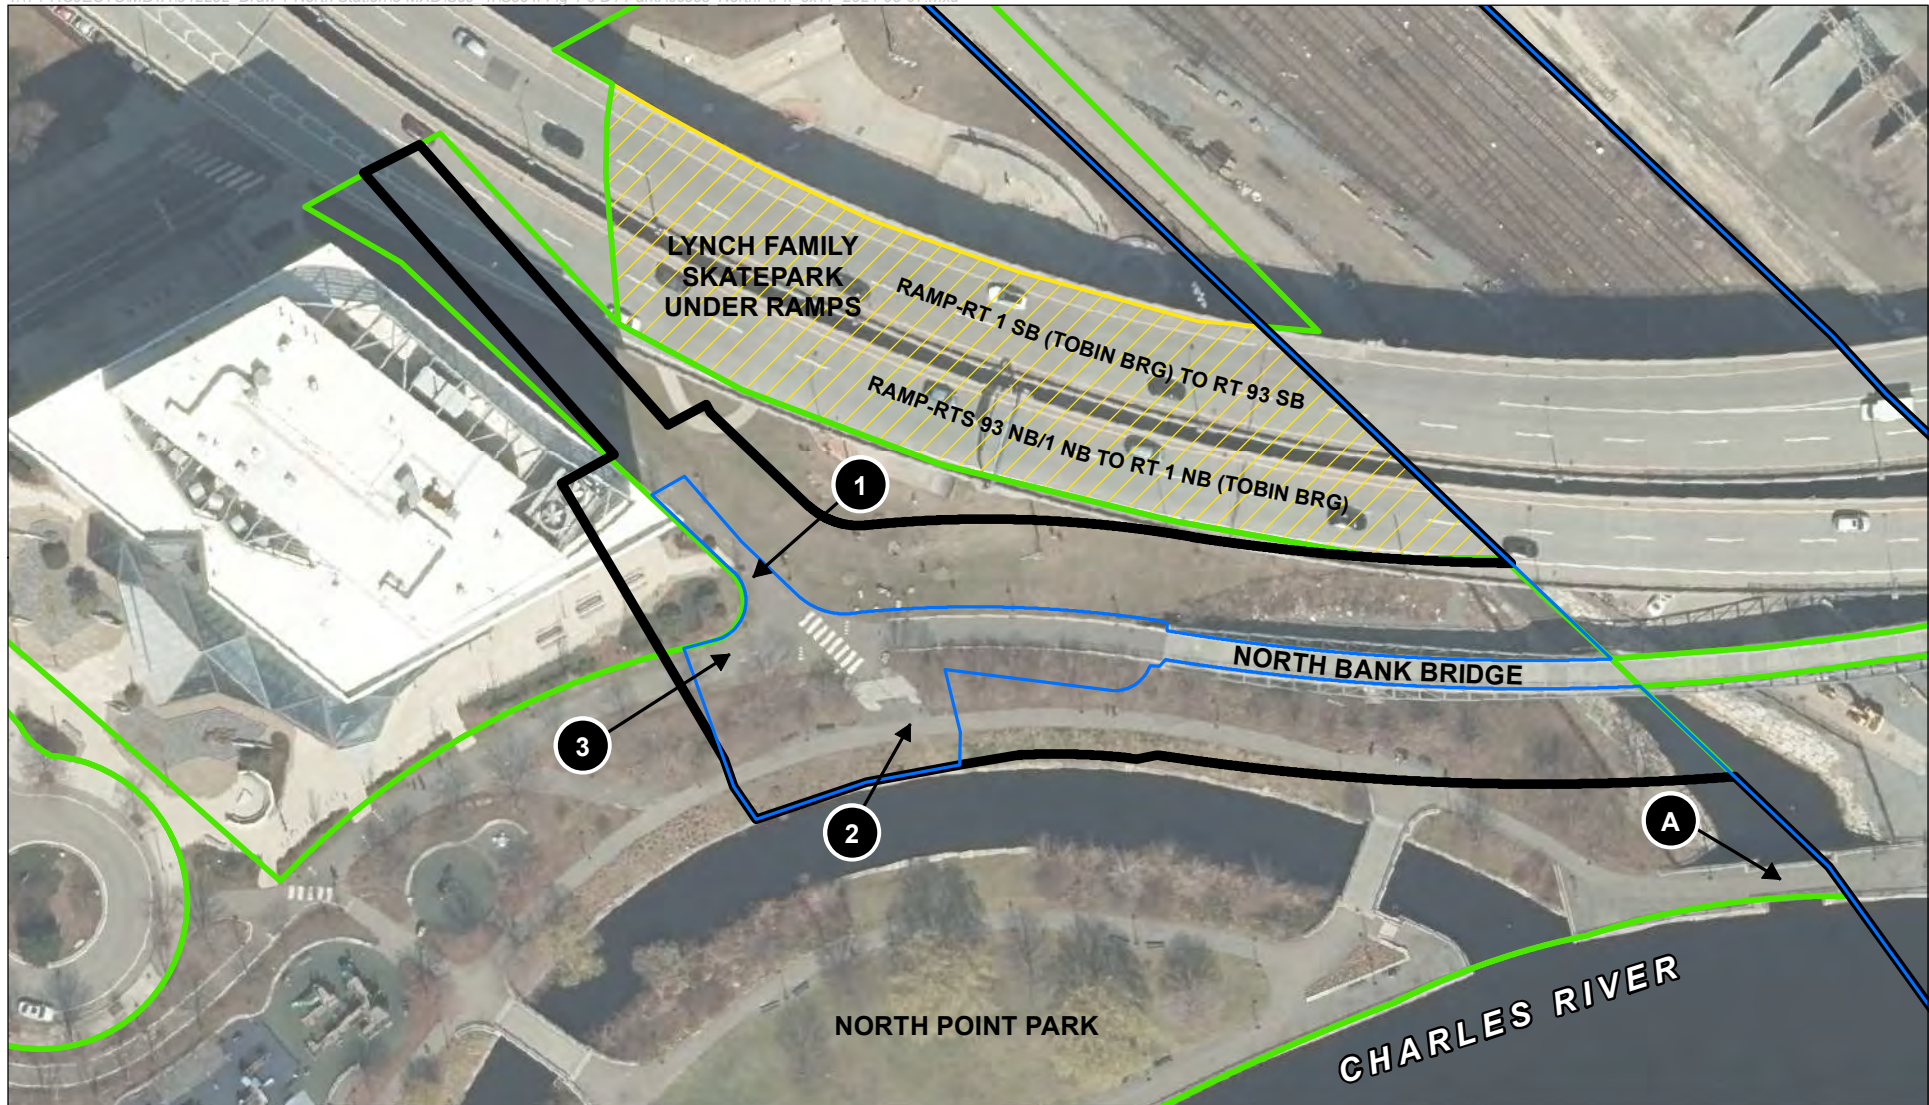 LYNCH FAMILY
SKATEPARK
UNDER RAMPS
RAMP-RT 1 SB (TOBIN BRG) TO RT 93 SB
RAMP-RTS 93 NB/1 NB TO RT 1 NB (TOBIN BRG)
1
NORTH BANK BRIDGE
3
2
A
NORTH POINT PARK
CHARLES RIVER